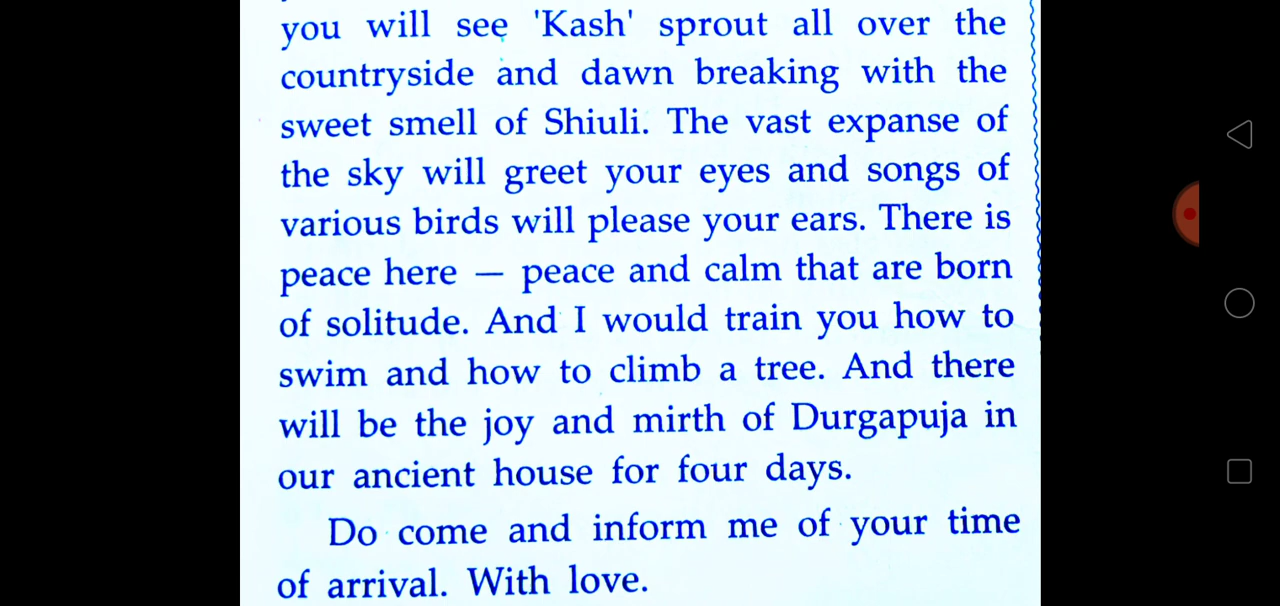 you will see 'Kash' sprout all over the
countryside and dawn breaking with the
sweet smell of Shiuli. The vast expanse of
the sky will greet your eyes and songs of
various birds will please your ears. There is
peace here — peace and calm that are born
of solitude. And I would train you how to
swim and how to climb a tree. And there
will be the joy and mirth of Durgapuja in
our ancient house for four days.
Do come and inform me of your time
of arrival. With love.